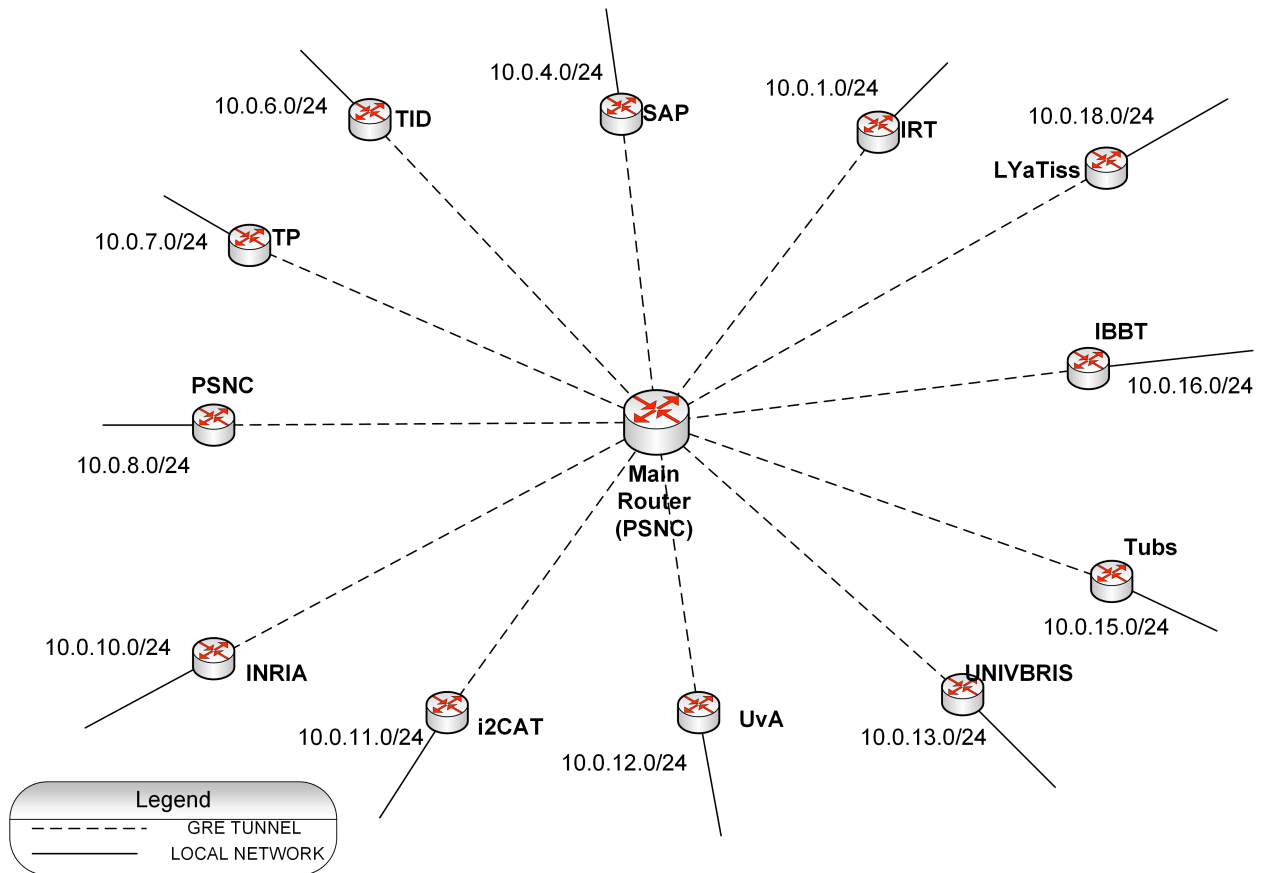 10.0.4.0/24
SAP
10.0.6.0/24
TID
10.0.1.0/24
IRT
10.0.18.0/24
LYaTiss
10.0.7.0/24
TP
IBBT
10.0.16.0/24
PSNC
10.0.8.0/24
Main
Router
(PSNC)
Tubs
10.0.15.0/24
10.0.10.0/24
INRIA
UNIVBRIS
10.0.13.0/24
10.0.11.0/24
i2CAT
UvA
10.0.12.0/24
Legend
GRE TUNNEL
LOCAL NETWORK